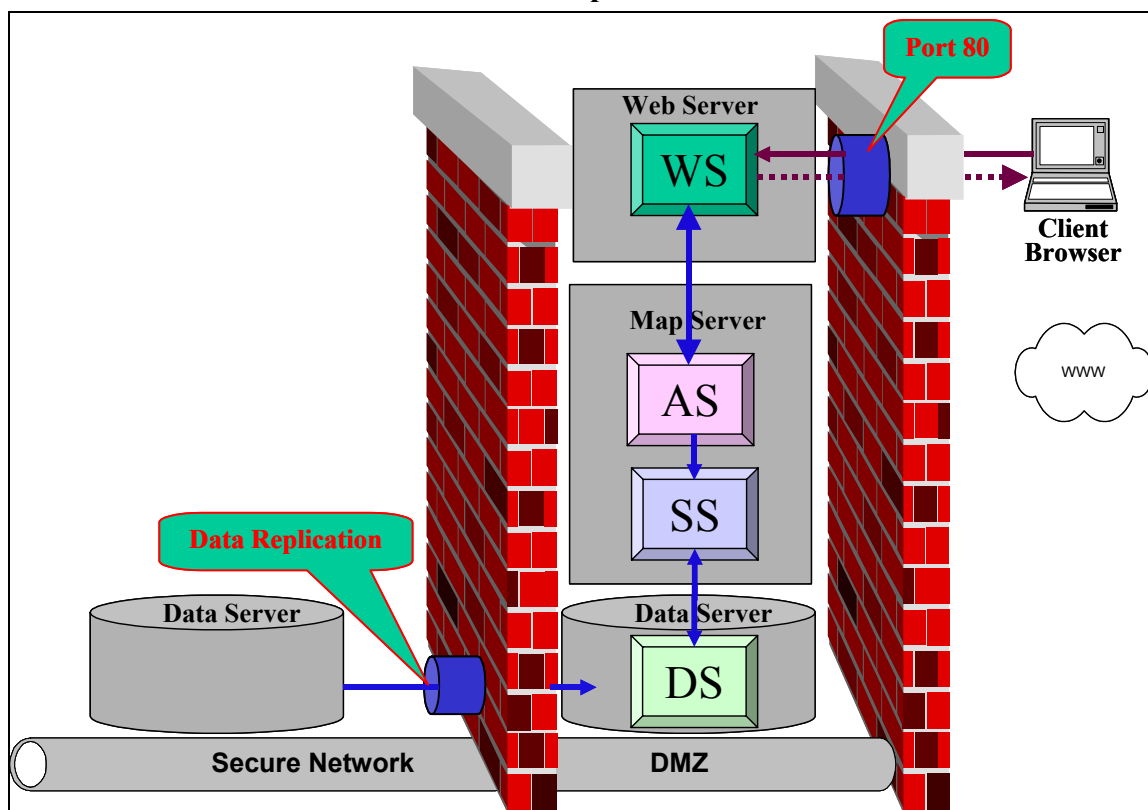 Port 80
Web Server
WS
Client
Browser
Map Server
AS
www
SS
Data Replication
Data Server
Data Server
DS
Secure Network
DMZ